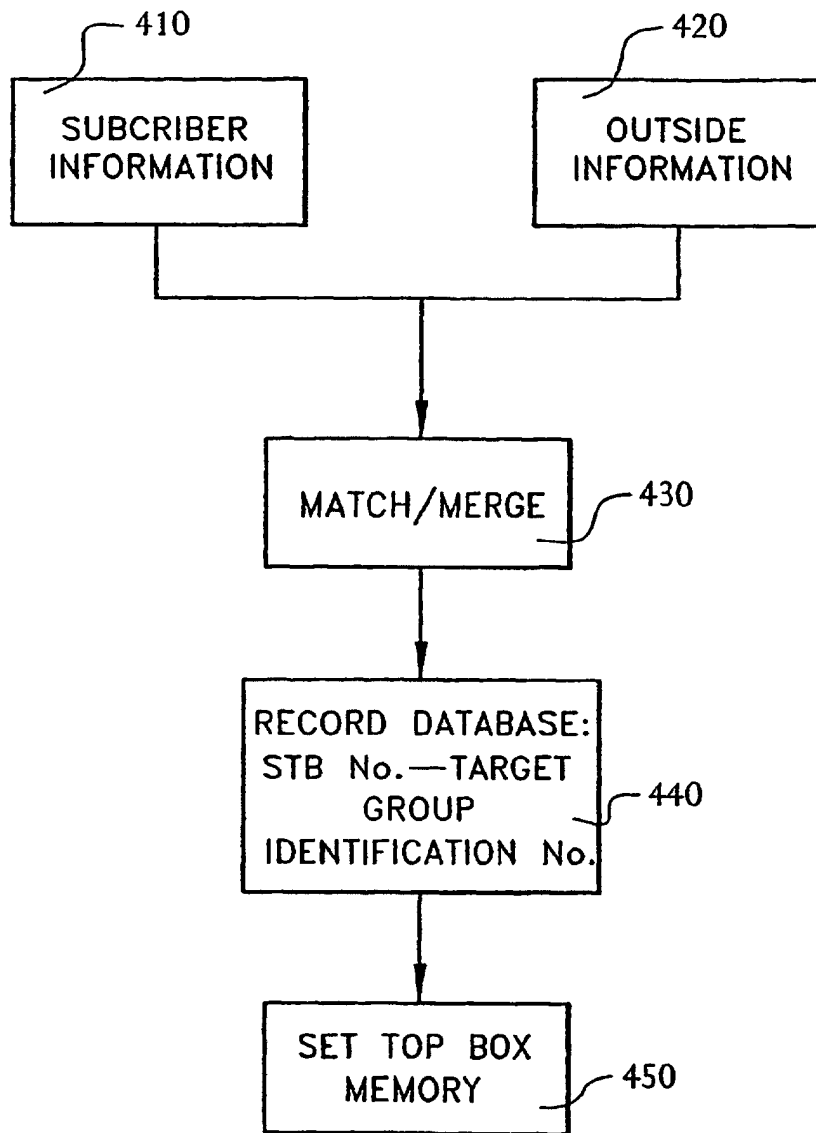 410
420
SUBCRIBER
INFORMATION
OUTSIDE
INFORMATION
MATCH/MERGE
430
RECORD DATABASE:
STB No.—TARGET
GROUP
IDENTIFICATION No.
440
SET TOP BOX
MEMORY
450